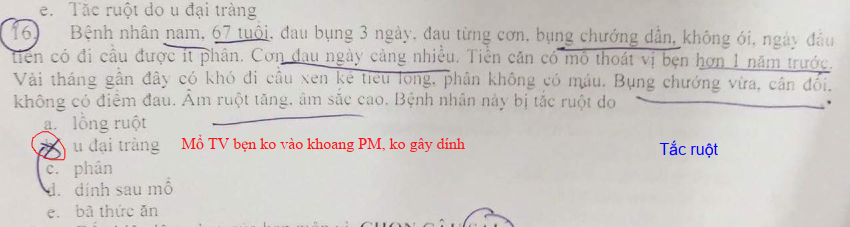 e. Tắc ruột do u đại tràng
16. Bệnh nhân nam, 67 tuổi, đau bụng 3 ngày, đau từng cơn, bụng chướng dần, không ói, ngày đầu
tiên có đi cầu được ít phân. Cơn đau ngày càng nhiều. Tiền căn có mổ thoát vị bẹn hơn 1 năm trước.
Vài tháng gần đây có khó đi cầu xen kẽ tiêu lỏng, phân không có máu. Bụng chướng vừa, cân đối,
không có điểm đau. Âm ruột tăng, âm sắc cao. Bệnh nhân này bị tắc ruột do
a. lồng ruột
u đại tràng Mổ TV bẹn ko vào khoang PM, ko gây dính Tắc ruột
c. phân
d. dính sau mổ
e. bã thức ăn
CHỌN CÂU SAI